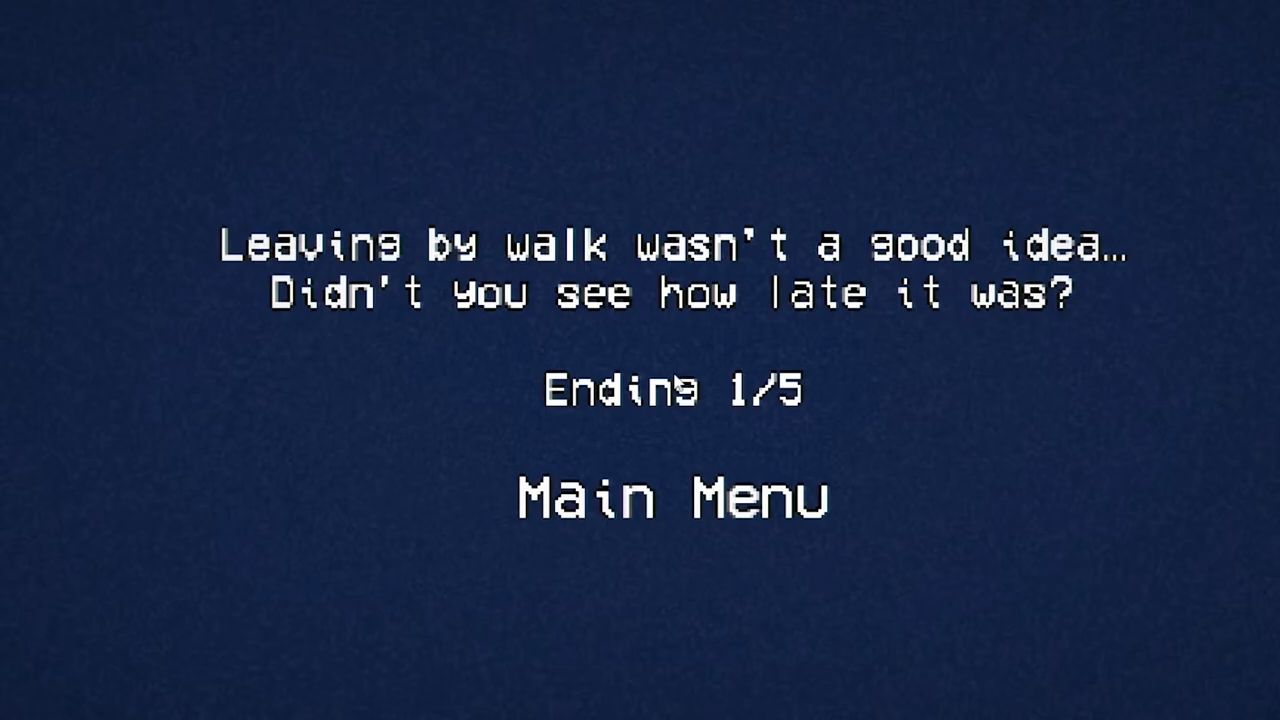 Leaving by walk wasn't a good idea...
Didn't you see how late it was?
Ending 1/5
Main Menu